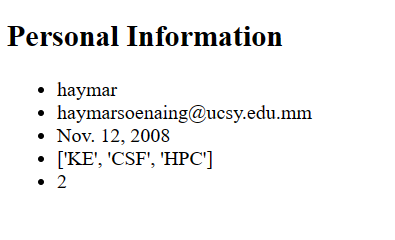 Personal Information
haymar
haymarsoenaing@ucsy.edu.mm
Nov. 12, 2008
['KE', 'CSF', 'HPC']
2